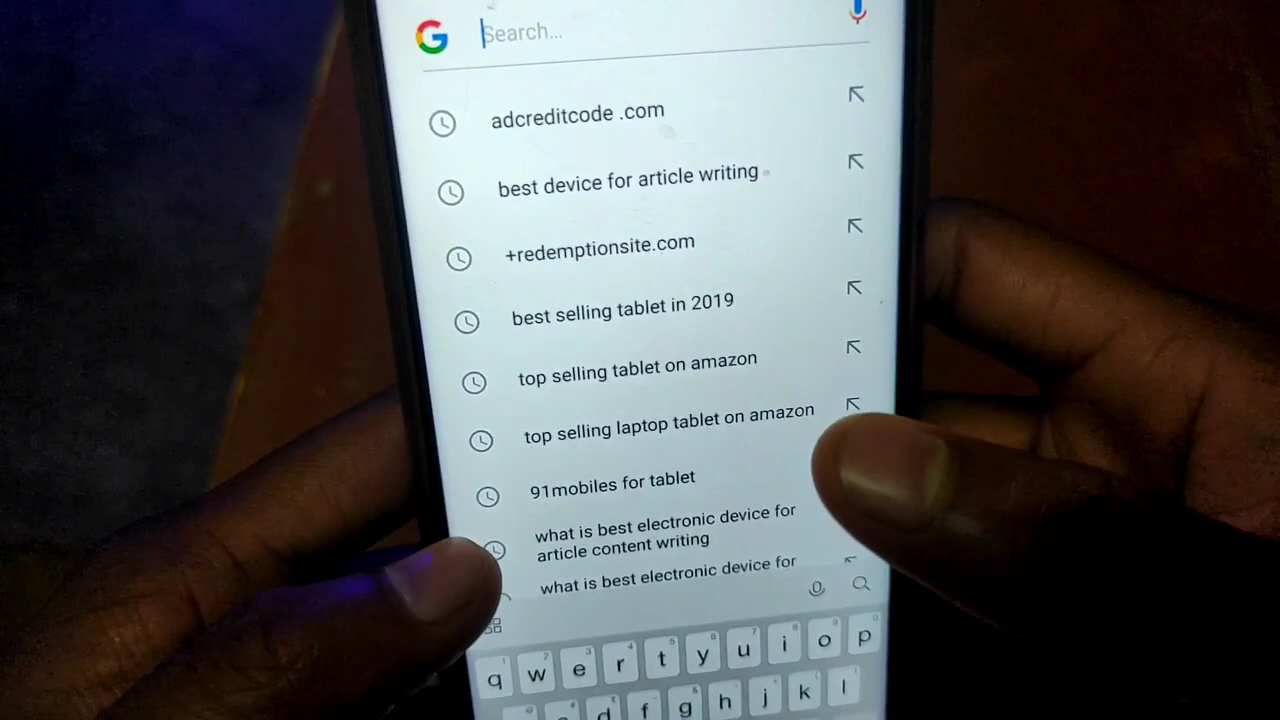 G Search...
adcreditcode .com
best device for article writing
+redemptionsite.com
best selling tablet in 2019
top selling tablet on amazon
top selling laptop tablet on amazon
91mobiles for tablet
what is best electronic device for
article content writing
what is best electronic device for
q w e r t y u i o p
d f g h j k l